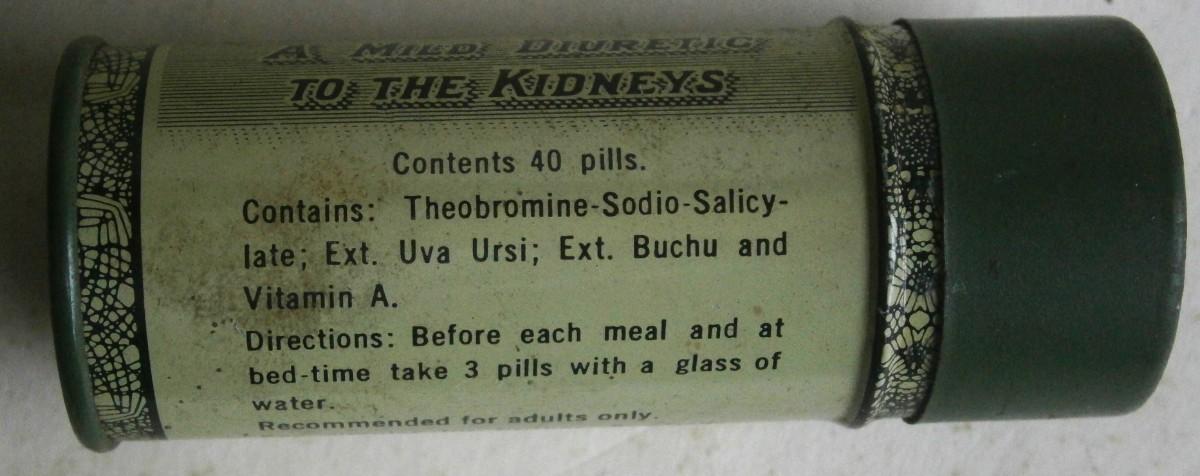 A MILD DIURETIC
TO THE KIDNEYS
Contents 40 pills.
Contains: Theobromine-Sodio-Salicy-
late; Ext. Uva Ursi; Ext. Buchu and
Vitamin A.
Directions: Before each meal and at
bed-time take 3 pills with a glass of
water.
Recommended for adults only.